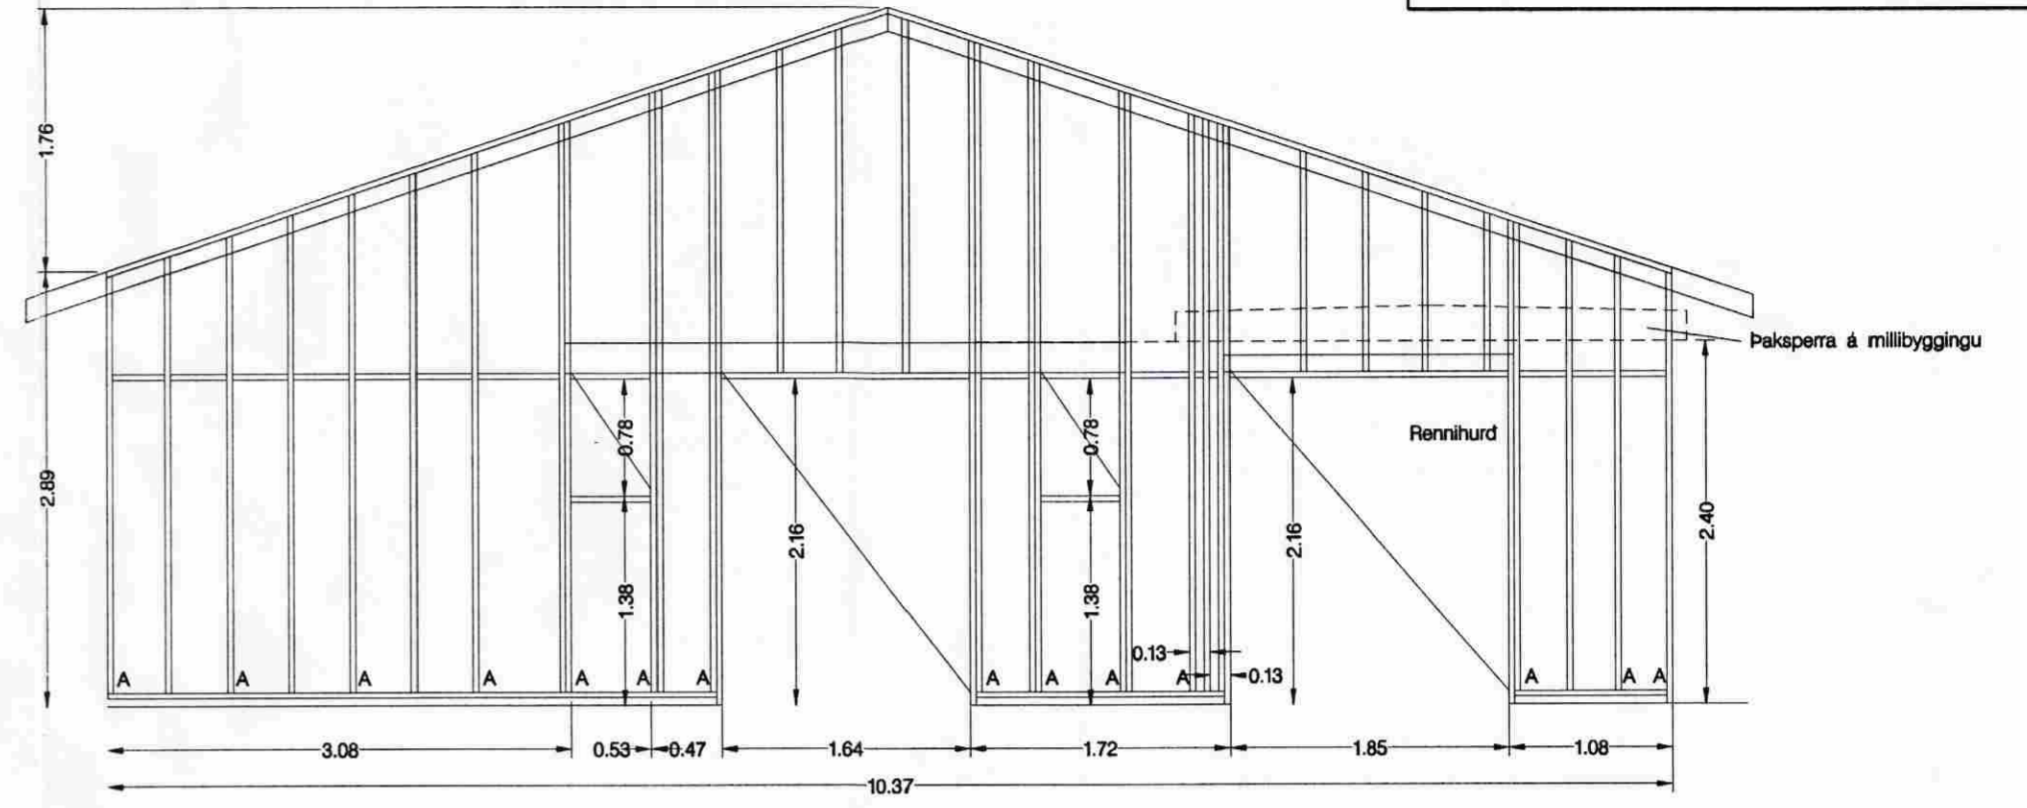 1.76
Þaksperra á millibyggingu
0.78
0.78
Rennihurð
2.89
2.16
2.16
2.40
1.38
1.38
0.13
A
A
A
A
A
A
A
A
A
A
A
0.13
A
A
A
3.08
0.53
0.47
1.64
1.72
1.85
1.08
10.37